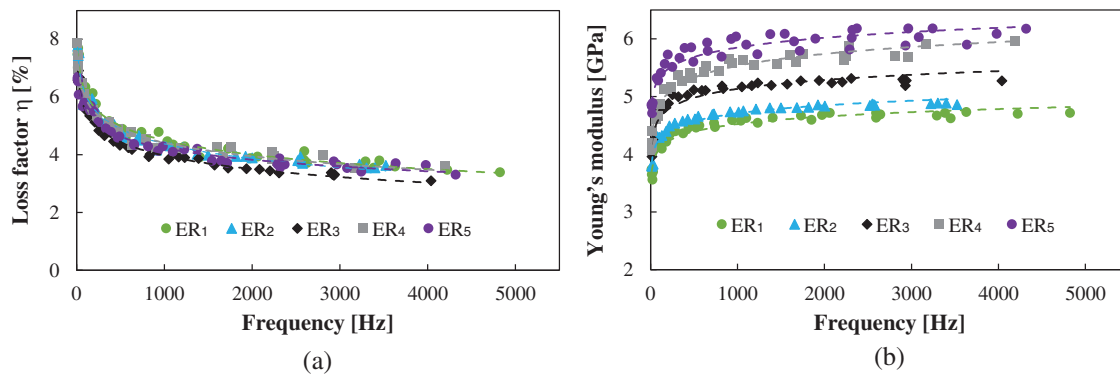 8
6
4
2
0
Loss factor η [%]
ER1 ER2 ER3 ER4 ER5
0 1000 2000 3000 4000 5000
Frequency [Hz]
(a)
6
5
4
3
2
Young's modulus [GPa]
ER1 ER2 ER3 ER4 ER5
0 1000 2000 3000 4000 5000
Frequency [Hz]
(b)